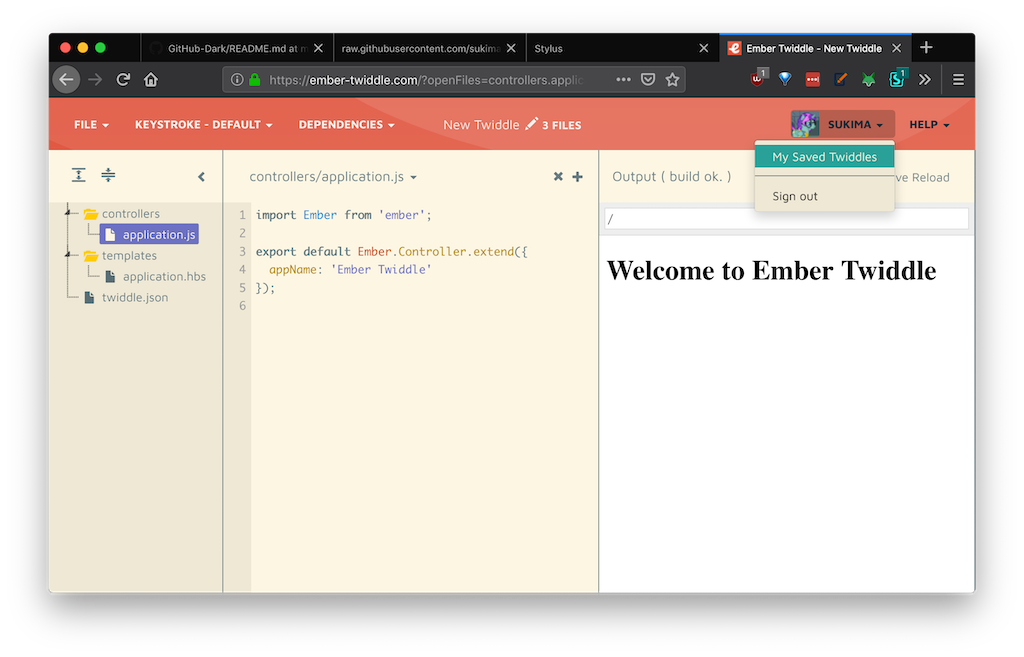 GitHub-Dark/README.md at m
raw.githubusercontent.com/sukima
Stylus
Ember Twiddle - New Twiddle
https://ember-twiddle.com/?openFiles=controllers.applic
1
1
FILE
KEYSTROKE - DEFAULT
DEPENDENCIES
New Twiddle
3 FILES
SUKIMA
HELP
My Saved Twiddles
Sign out
controllers/application.js
Output ( build ok. )
ve Reload
controllers
application.js
templates
application.hbs
twiddle.json
1 import Ember from 'ember';
2
3 export default Ember.Controller.extend({
4 appName: 'Ember Twiddle'
5 });
6
/
Welcome to Ember Twiddle